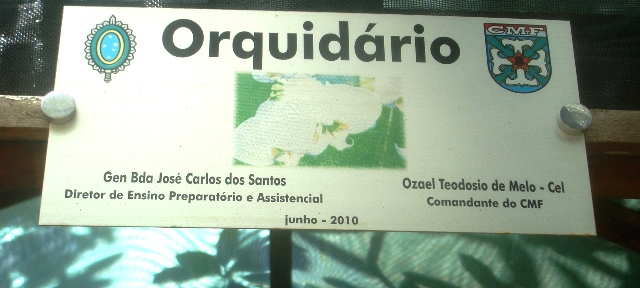 Orquidário
CMF
Gen Bda José Carlos dos Santos
Diretor de Ensino Preparatório e Assistencial
Ozael Teodosio de Melo - Cel
Comandante do CMF
junho - 2010